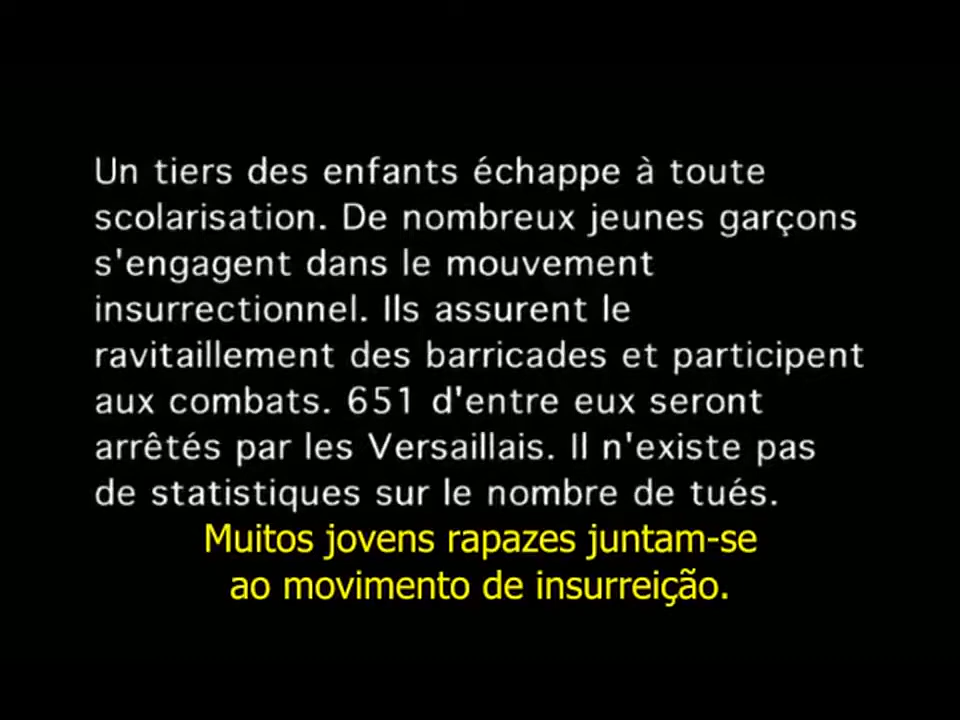 Un tiers des enfants échappe à toute
scolarisation. De nombreux jeunes garçons
s'engagent dans le mouvement
insurrectionnel. Ils assurent le
ravitaillement des barricades et participent
aux combats. 651 d'entre eux seront
arrêtés par les Versaillais. Il n'existe pas
de statistiques sur le nombre de tués.
Muitos jovens rapazes juntam-se
ao movimento de insurreição.